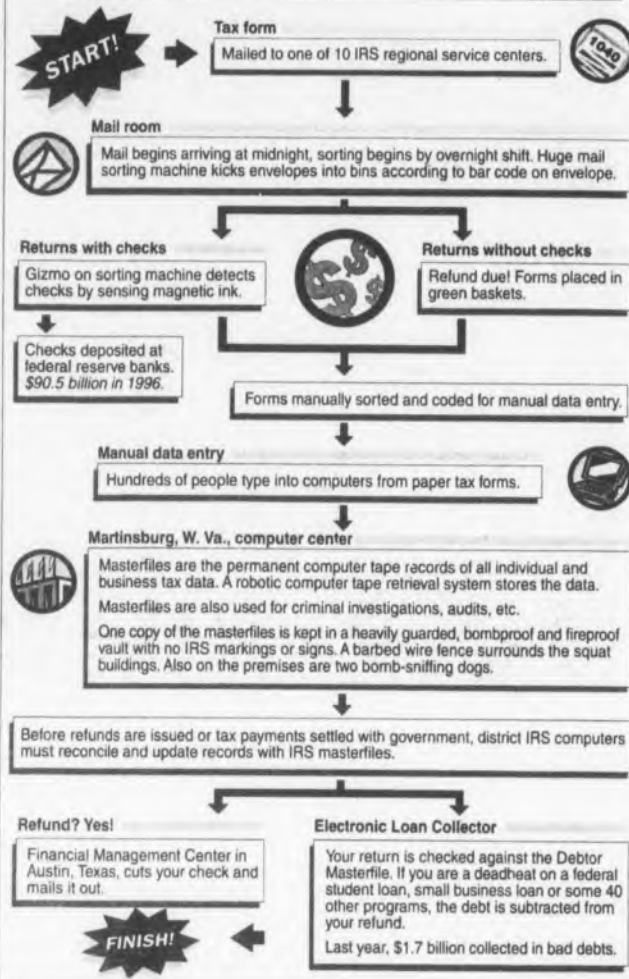 START!
Tax form
Mailed to one of 10 IRS regional service centers.
1040
Mail room
Mail begins arriving at midnight, sorting begins by overnight shift. Huge mail
sorting machine kicks envelopes into bins according to bar code on envelope.
Returns with checks
Gizmo on sorting machine detects
checks by sensing magnetic ink.
Checks deposited at
federal reserve banks.
$90.5 billion in 1996.
$ $ $ $
Returns without checks
Refund due! Forms placed in
green baskets.
Forms manually sorted and coded for manual data entry.
Manual data entry
Hundreds of people type into computers from paper tax forms.
Martinsburg, W. Va., computer center
Masterfiles are the permanent computer tape records of all individual and
business tax data. A robotic computer tape retrieval system stores the data.
Masterfiles are also used for criminal investigations, audits, etc.
One copy of the masterfiles is kept in a heavily guarded, bombproof and fireproof
vault with no IRS markings or signs. A barbed wire fence surrounds the squat
buildings. Also on the premises are two bomb-sniffing dogs.
Before refunds are issued or tax payments settled with government, district IRS computers
must reconcile and update records with IRS masterfiles.
Refund? Yes!
Financial Management Center in
Austin, Texas, cuts your check and
mails it out.
FINISH!
Electronic Loan Collector
Your return is checked against the Debtor
Masterfile. If you are a deadheat on a federal
student loan, small business loan or some 40
other programs, the debt is subtracted from
your refund.
Last year, $1.7 billion collected in bad debts.